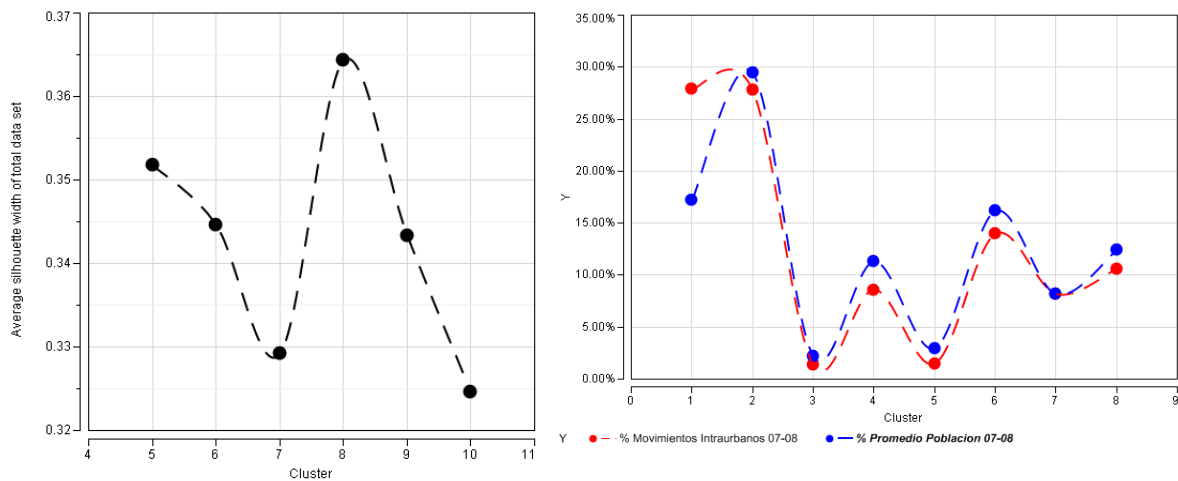 0.37
0.36
0.35
0.34
0.33
0.32
Average silhouette width of total data set
4 5 6 7 8 9 10 11
Cluster
35.00%
30.00%
25.00%
20.00%
15.00%
10.00%
5.00%
0.00%
Y
0 1 2 3 4 5 6 7 8 9
Cluster
Y % Movimientos Intraurbanos 07-08 % Promedio Poblacion 07-08